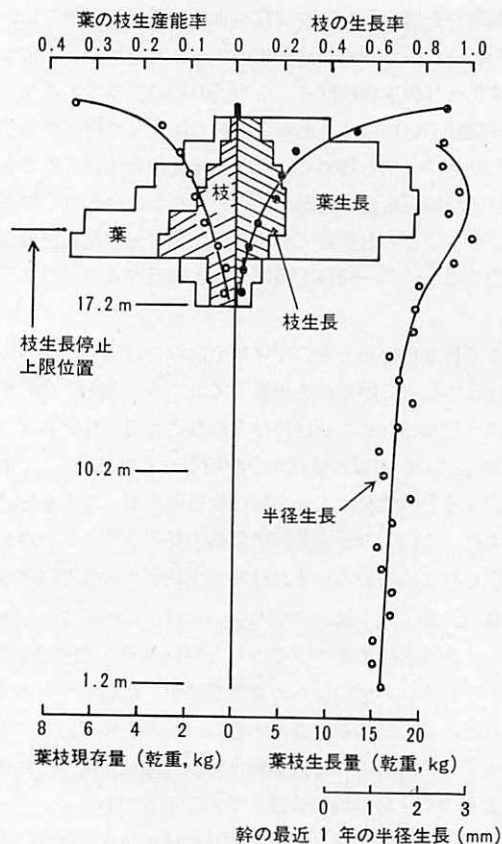 葉の枝生産能率 枝の生長率
0.4 0.2 0.1 0 0.2 0.6 0.8 1.0
枝
葉生長
葉
枝生長
17.2 m
枝生長停止
上限位置
10.2 m
半径生長
1.2 m
8 6 4 2 0 5 10 15 20
葉枝現存量（乾重, kg） 葉枝生長量（乾重, kg）
0 1 2 3
幹の最近 1 年の半径生長 (mm)